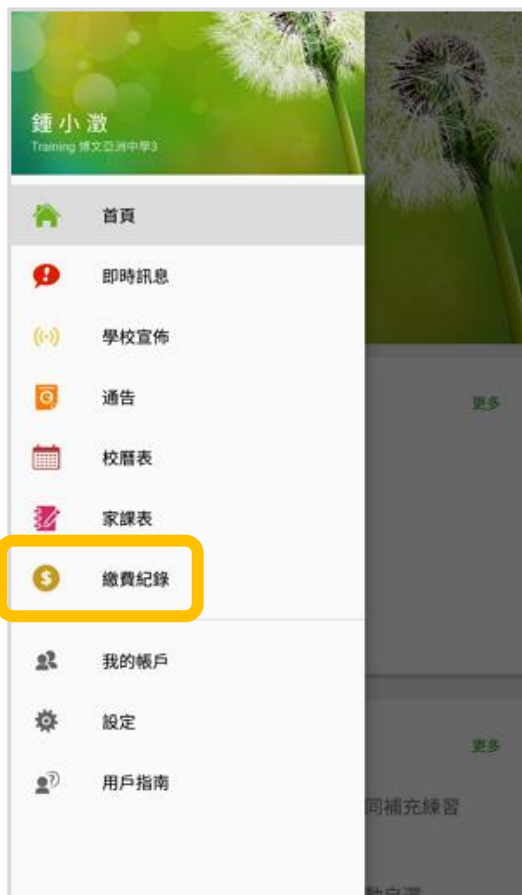 鍾小澂
Training 博文亞洲中學3
首頁
即時訊息
學校宣佈
通告
更多
校曆表
家課表
繳費紀錄
我的帳戶
設定
更多
用戶指南
同補充練習